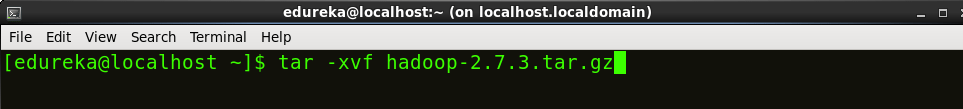 edureka@localhost:~ (on localhost.localdomain)
File Edit View Search Terminal Help
[edureka@localhost ~]$ tar -xvf hadoop-2.7.3.tar.gz